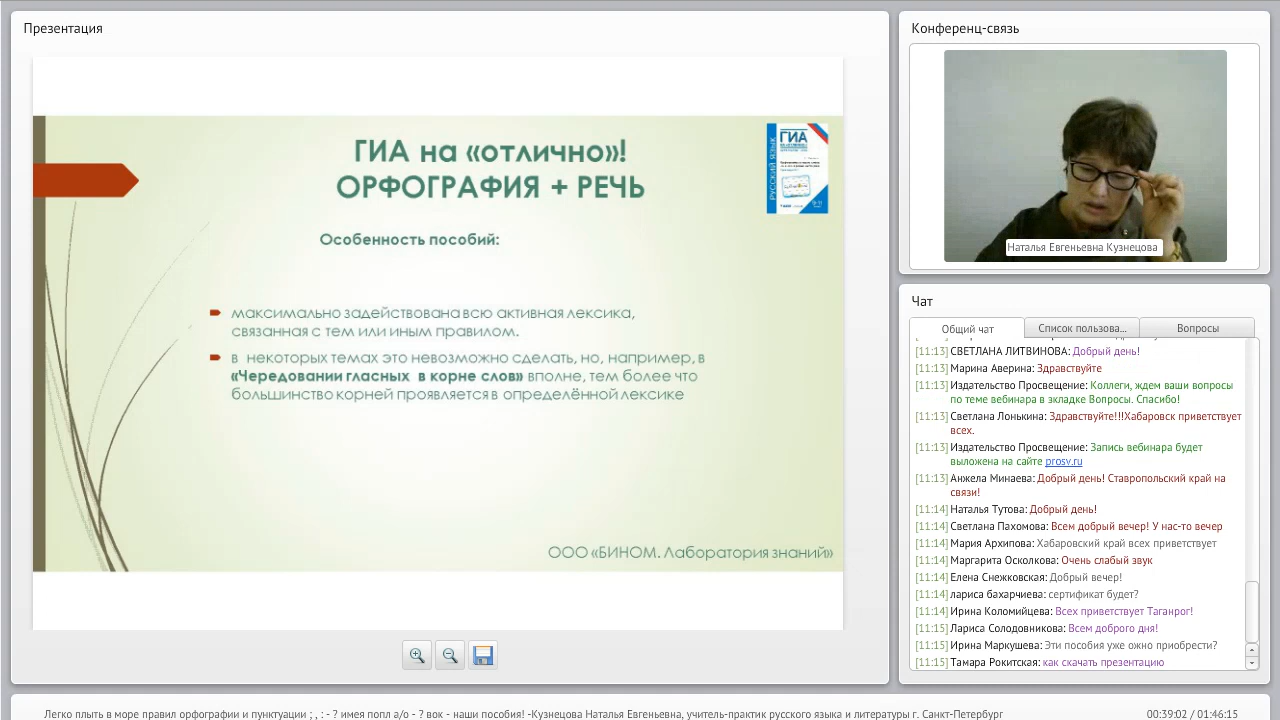 Презентация
ГИА на «отлично»!
ОРФОГРАФИЯ + РЕЧЬ
ГИА
РУССКИЙ ЯЗЫК
Особенность пособий:
максимально задействована всю активная лексика,
связанная с тем или иным правилом.
в некоторых темах это невозможно сделать, но, например, в
«Чередовании гласных в корне слов» вполне, тем более что
большинство корней проявляется в определённой лексике
ООО «БИНОМ. Лаборатория знаний»
Конференц-связь
Наталья Евгеньевна Кузнецова
Чат
Общий чат
Список пользова...
Вопросы
[11:13] СВЕТЛАНА ЛИТВИНОВА: Добрый день!
[11:13] Марина Аверина: Здравствуйте
[11:13] Издательство Просвещение: Коллеги, ждем ваши вопросы
по теме вебинара в экладке Вопросы. Спасибо!
[11:13] Светлана Лонькина: Здравствуйте!!!Хабаровск приветствует
всех.
[11:13] Издательство Просвещение: Запись вебинара будет
выложена на сайте prosv.ru
[11:13] Анжела Минаева: Добрый день! Ставропольский край на
связи!
[11:14] Наталья Тутова: Добрый день!
[11:14] Светлана Пахомова: Всем добрый вечер! У нас-то вечер
[11:14] Мария Архипова: Хабаровский край всех приветствует
[11:14] Маргарита Осколкова: Очень слабый звук
[11:14] Елена Снежковская: Добрый вечер!
[11:14] лариса бахарчиева: сертификат будет?
[11:14] Ирина Коломийцева: Всех приветствует Таганрог!
[11:15] Лариса Солодовникова: Всем доброго дня!
[11:15] Ирина Маркушева: Эти пособия уже ожно приобрести?
[11:15] Тамара Рокитская: как скачать презентацию
Легко плыть в море правил орфографии и пунктуации ; , : - ? имея попл а/о - ? вок - наши пособия! -Кузнецова Наталья Евгеньевна, учитель-практик русского языка и литературы г. Санкт-Петербург
00:39:02 / 01:46:15